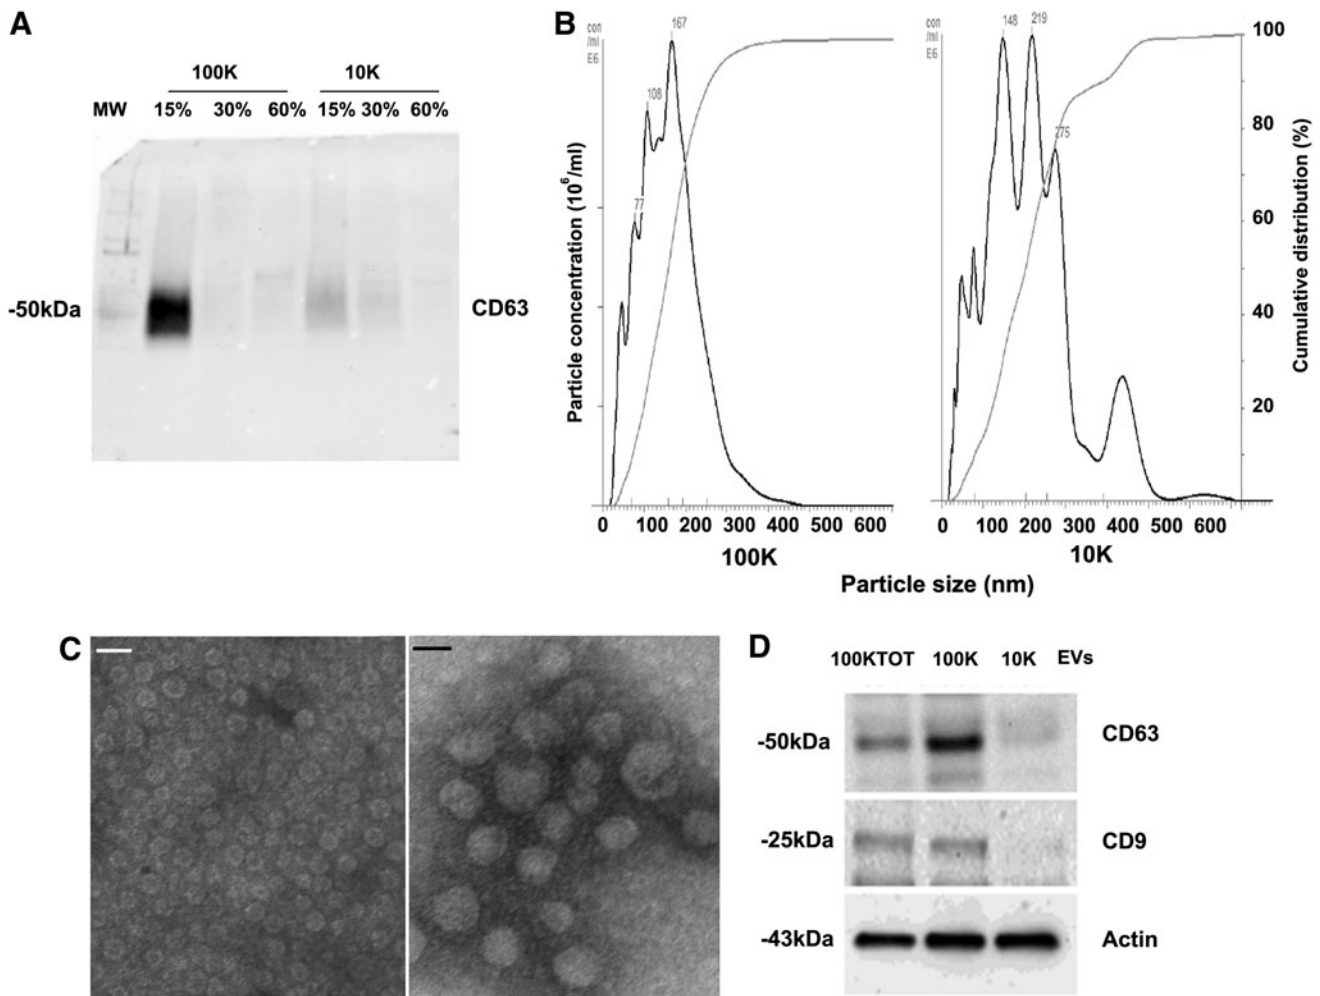 A
100K
10K
MW
15%
30%
60%
15%
30%
60%
-50kDa
CD63
B
con
/ml
E6
167
108
77
Particle concentration (10⁶/ml)
0 100 200 300 400 500 600
100K
con
/ml
E6
148
219
275
100
80
60
40
20
Cumulative distribution (%)
0 100 200 300 400 500 600
10K
Particle size (nm)
C
D
100KTOT 100K 10K EVs
-50kDa
CD63
-25kDa
CD9
-43kDa
Actin